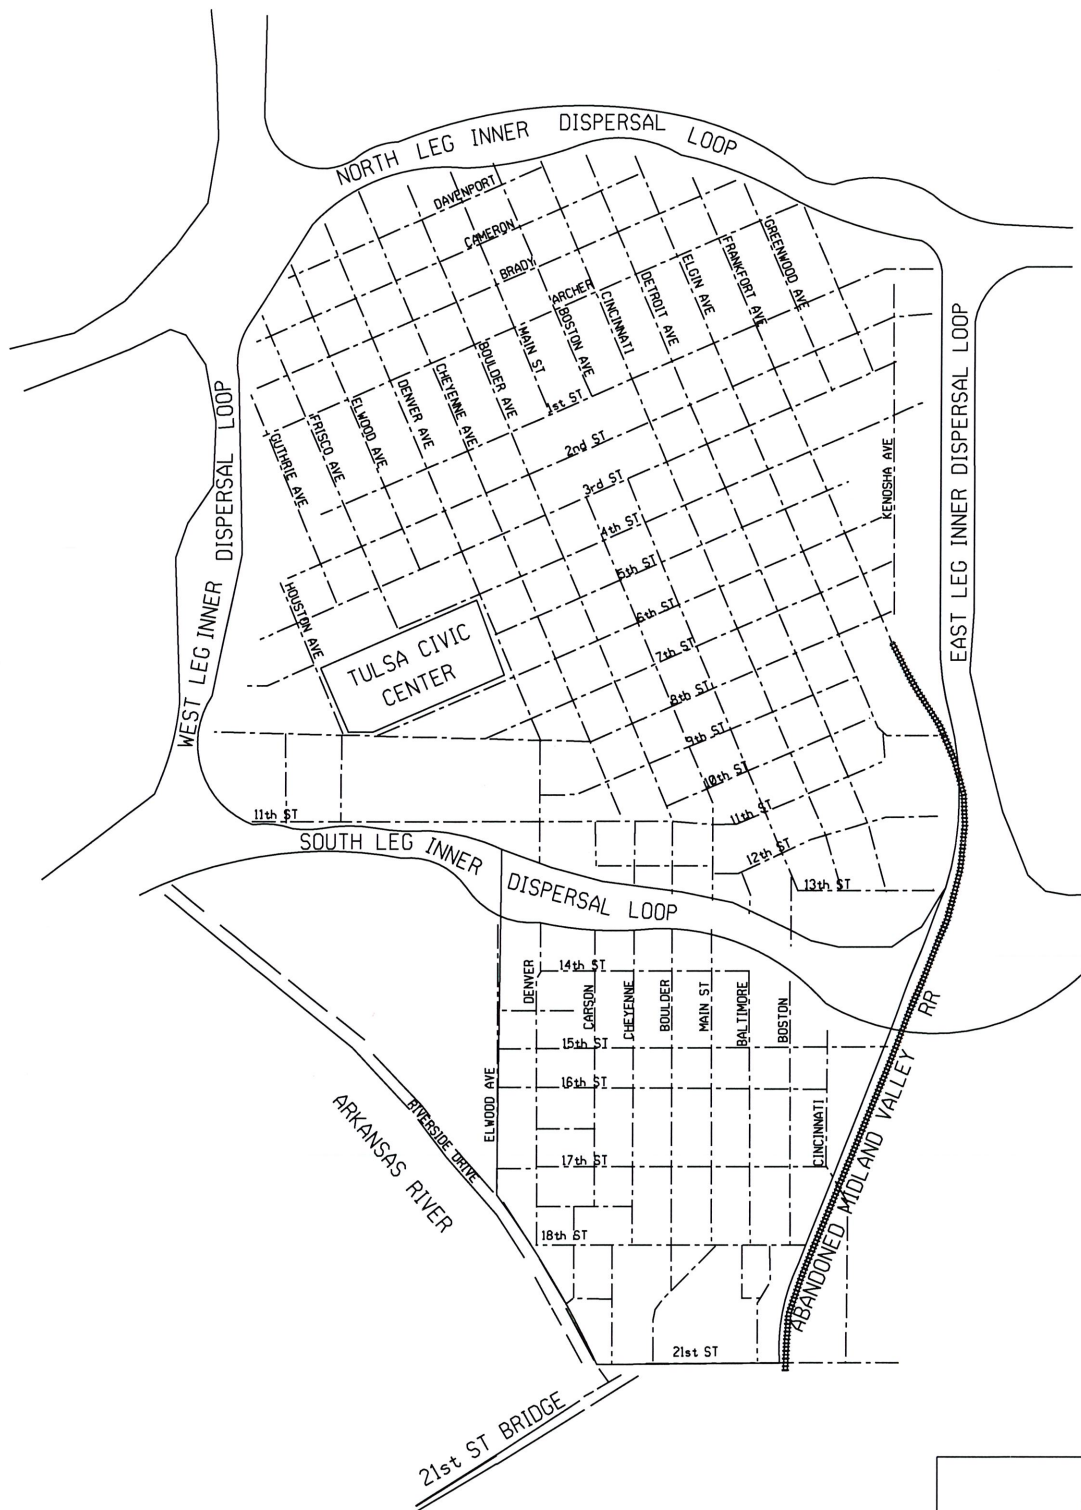 NORTH LEG INNER DISPERSAL LOOP
DAVENPORT
CAMERON
BRADY
ARCHER
GREENWOOD AVE
FRANKFORT AVE
ELGIN AVE
DETROIT AVE
CINCINNATI
BOSTON AVE
MAIN ST
BOULDER AVE
CHEYENNE AVE
DENVER AVE
ELWOOD AVE
FRISCO AVE
GUTHRIE AVE
HOUSTON AVE
KENOSHA AVE
WEST LEG INNER DISPERSAL LOOP
EAST LEG INNER DISPERSAL LOOP
1st ST
2nd ST
3rd ST
4th ST
5th ST
6th ST
7th ST
8th ST
9th ST
10th ST
11th ST
12th ST
13th ST
TULSA CIVIC
CENTER
11th ST
SOUTH LEG INNER DISPERSAL LOOP
DENVER
14th ST
CARSON
CHEYENNE
BOULDER
MAIN ST
BALTIMORE
BOSTON
15th ST
16th ST
ELWOOD AVE
CINCINNATI
17th ST
18th ST
21st ST
RIVERSIDE DRIVE
ARKANSAS RIVER
ABANDONED MIDLAND VALLEY RR
21st ST BRIDGE